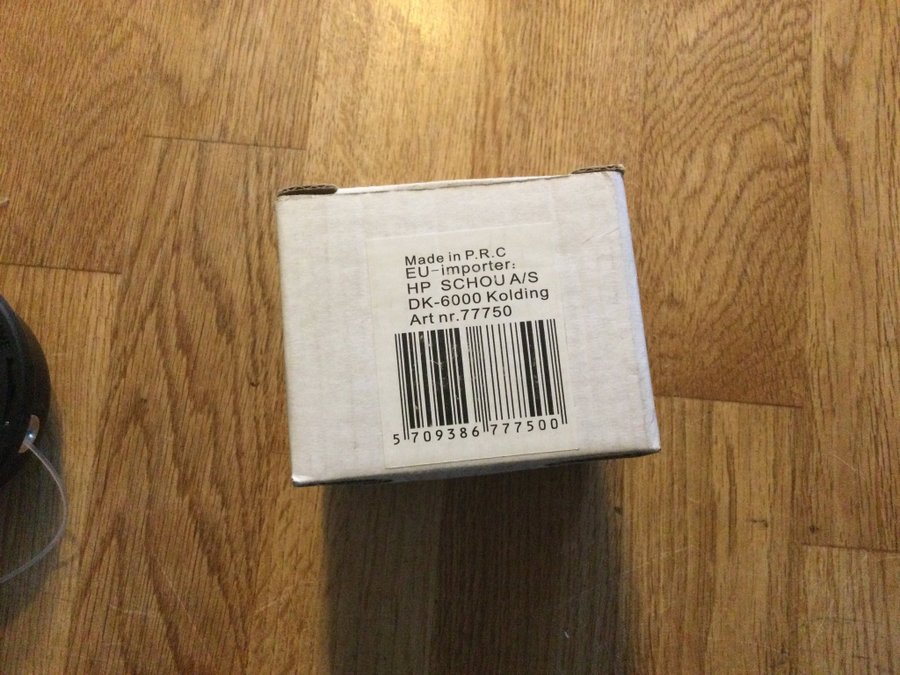 Made in P.R.C
EU-importer:
HP SCHOU A/S
DK-6000 Kolding
Art nr.77750
5 709386 777500